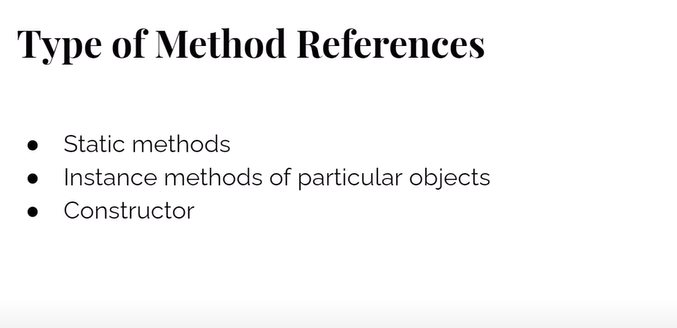 Type of Method References
● Static methods
● Instance methods of particular objects
● Constructor